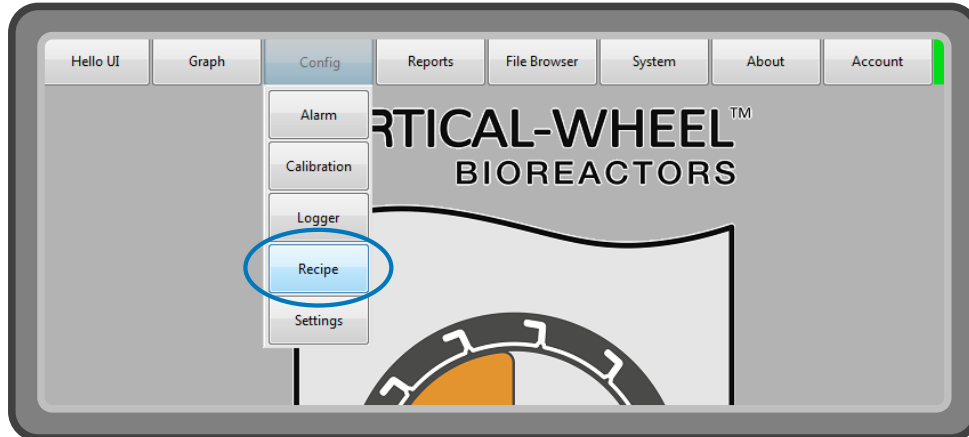 Hello UI Graph Config Reports File Browser System About Account
Alarm
Calibration
Logger
Recipe
Settings
RTICAL-WHEEL™
BIOREACTORS